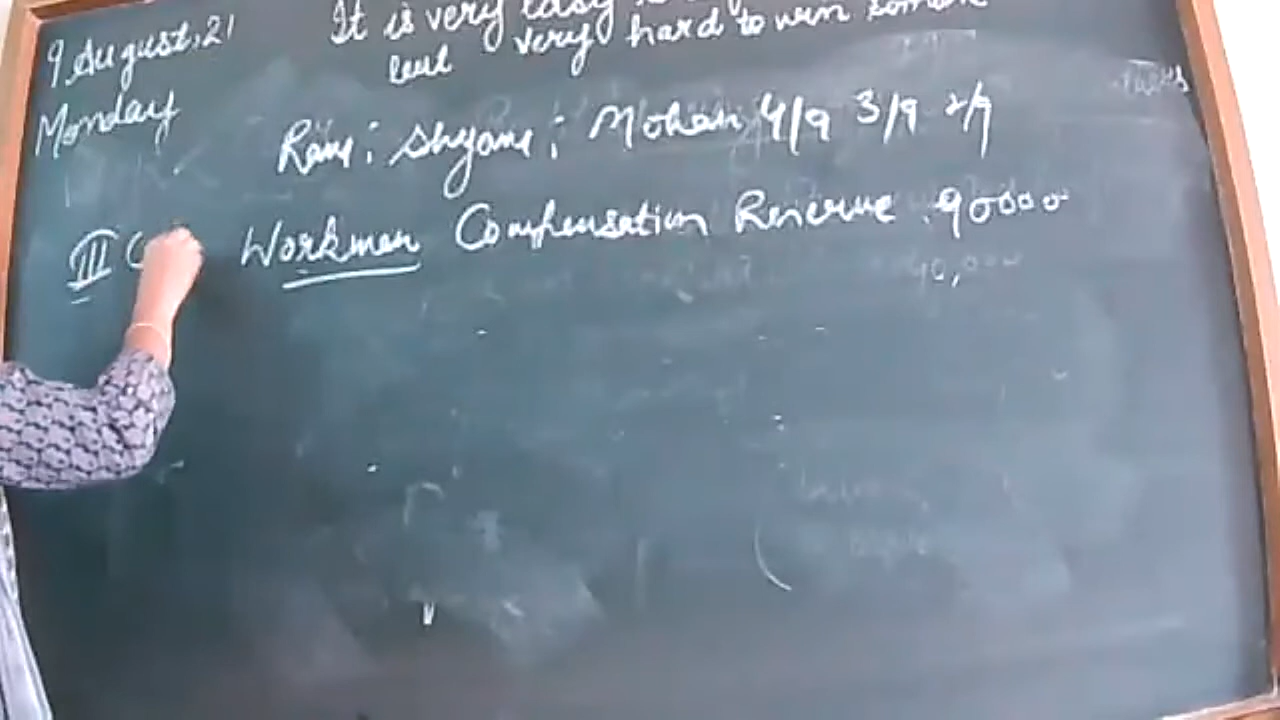 9 August, 21
Monday
It is very easy
but very hard to win
Ram ; Shyam ; Mohan 4/9 3/9 2/9
III C Workmen Compensation Reserve 90000